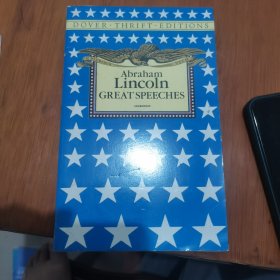 DOVER · THRIFT · EDITIONS
Abraham
Lincoln
GREAT SPEECHES